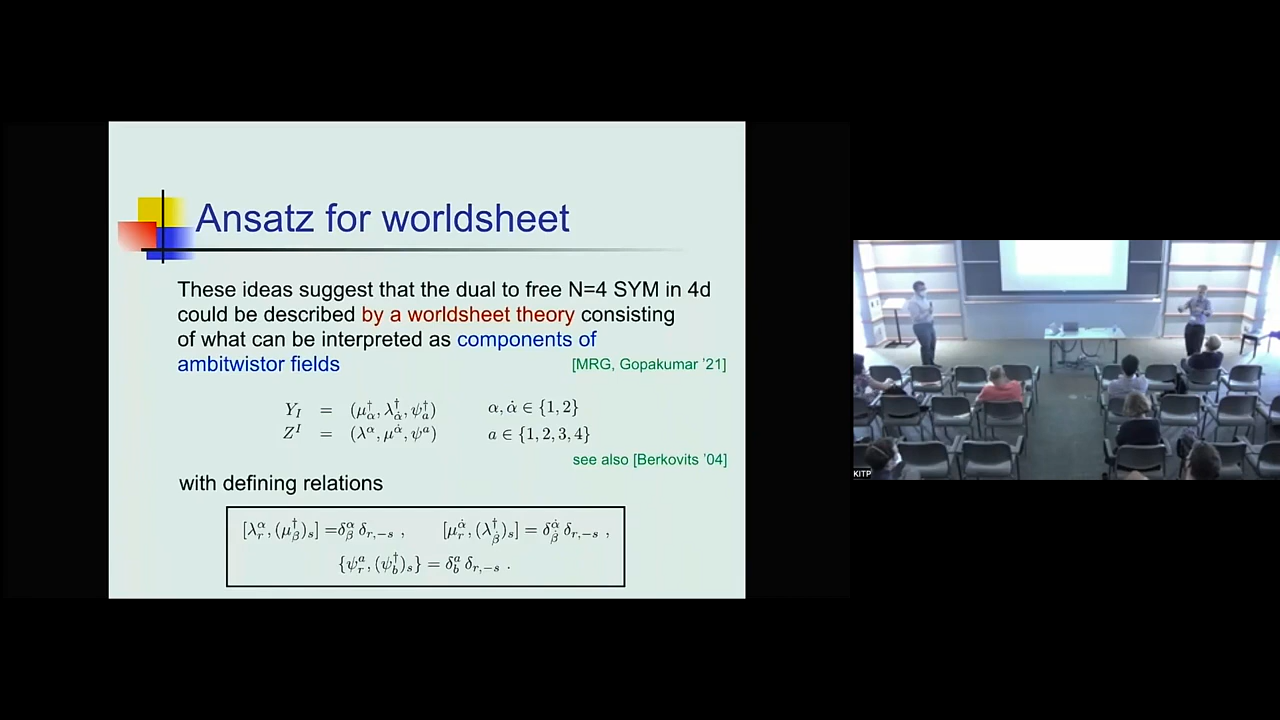 Ansatz for worldsheet
These ideas suggest that the dual to free N=4 SYM in 4d
could be described by a worldsheet theory consisting
of what can be interpreted as components of
ambitwistor fields [MRG, Gopakumar '21]
Y_I = (μ^†_α, λ^†_α̇, ψ^†_a) α, α̇ ∈ {1, 2}
Z^I = (λ^α, μ^α̇, ψ^a) a ∈ {1, 2, 3, 4}
see also [Berkovits '04]
with defining relations
[λ^α_r, (μ^†_β)_s] = δ^α_β δ_{r,−s} , [μ^α̇_r, (λ^†_β̇)_s] = δ^α̇_β̇ δ_{r,−s} ,
{ψ^a_r, (ψ^†_b)_s} = δ^a_b δ_{r,−s} .
KITP